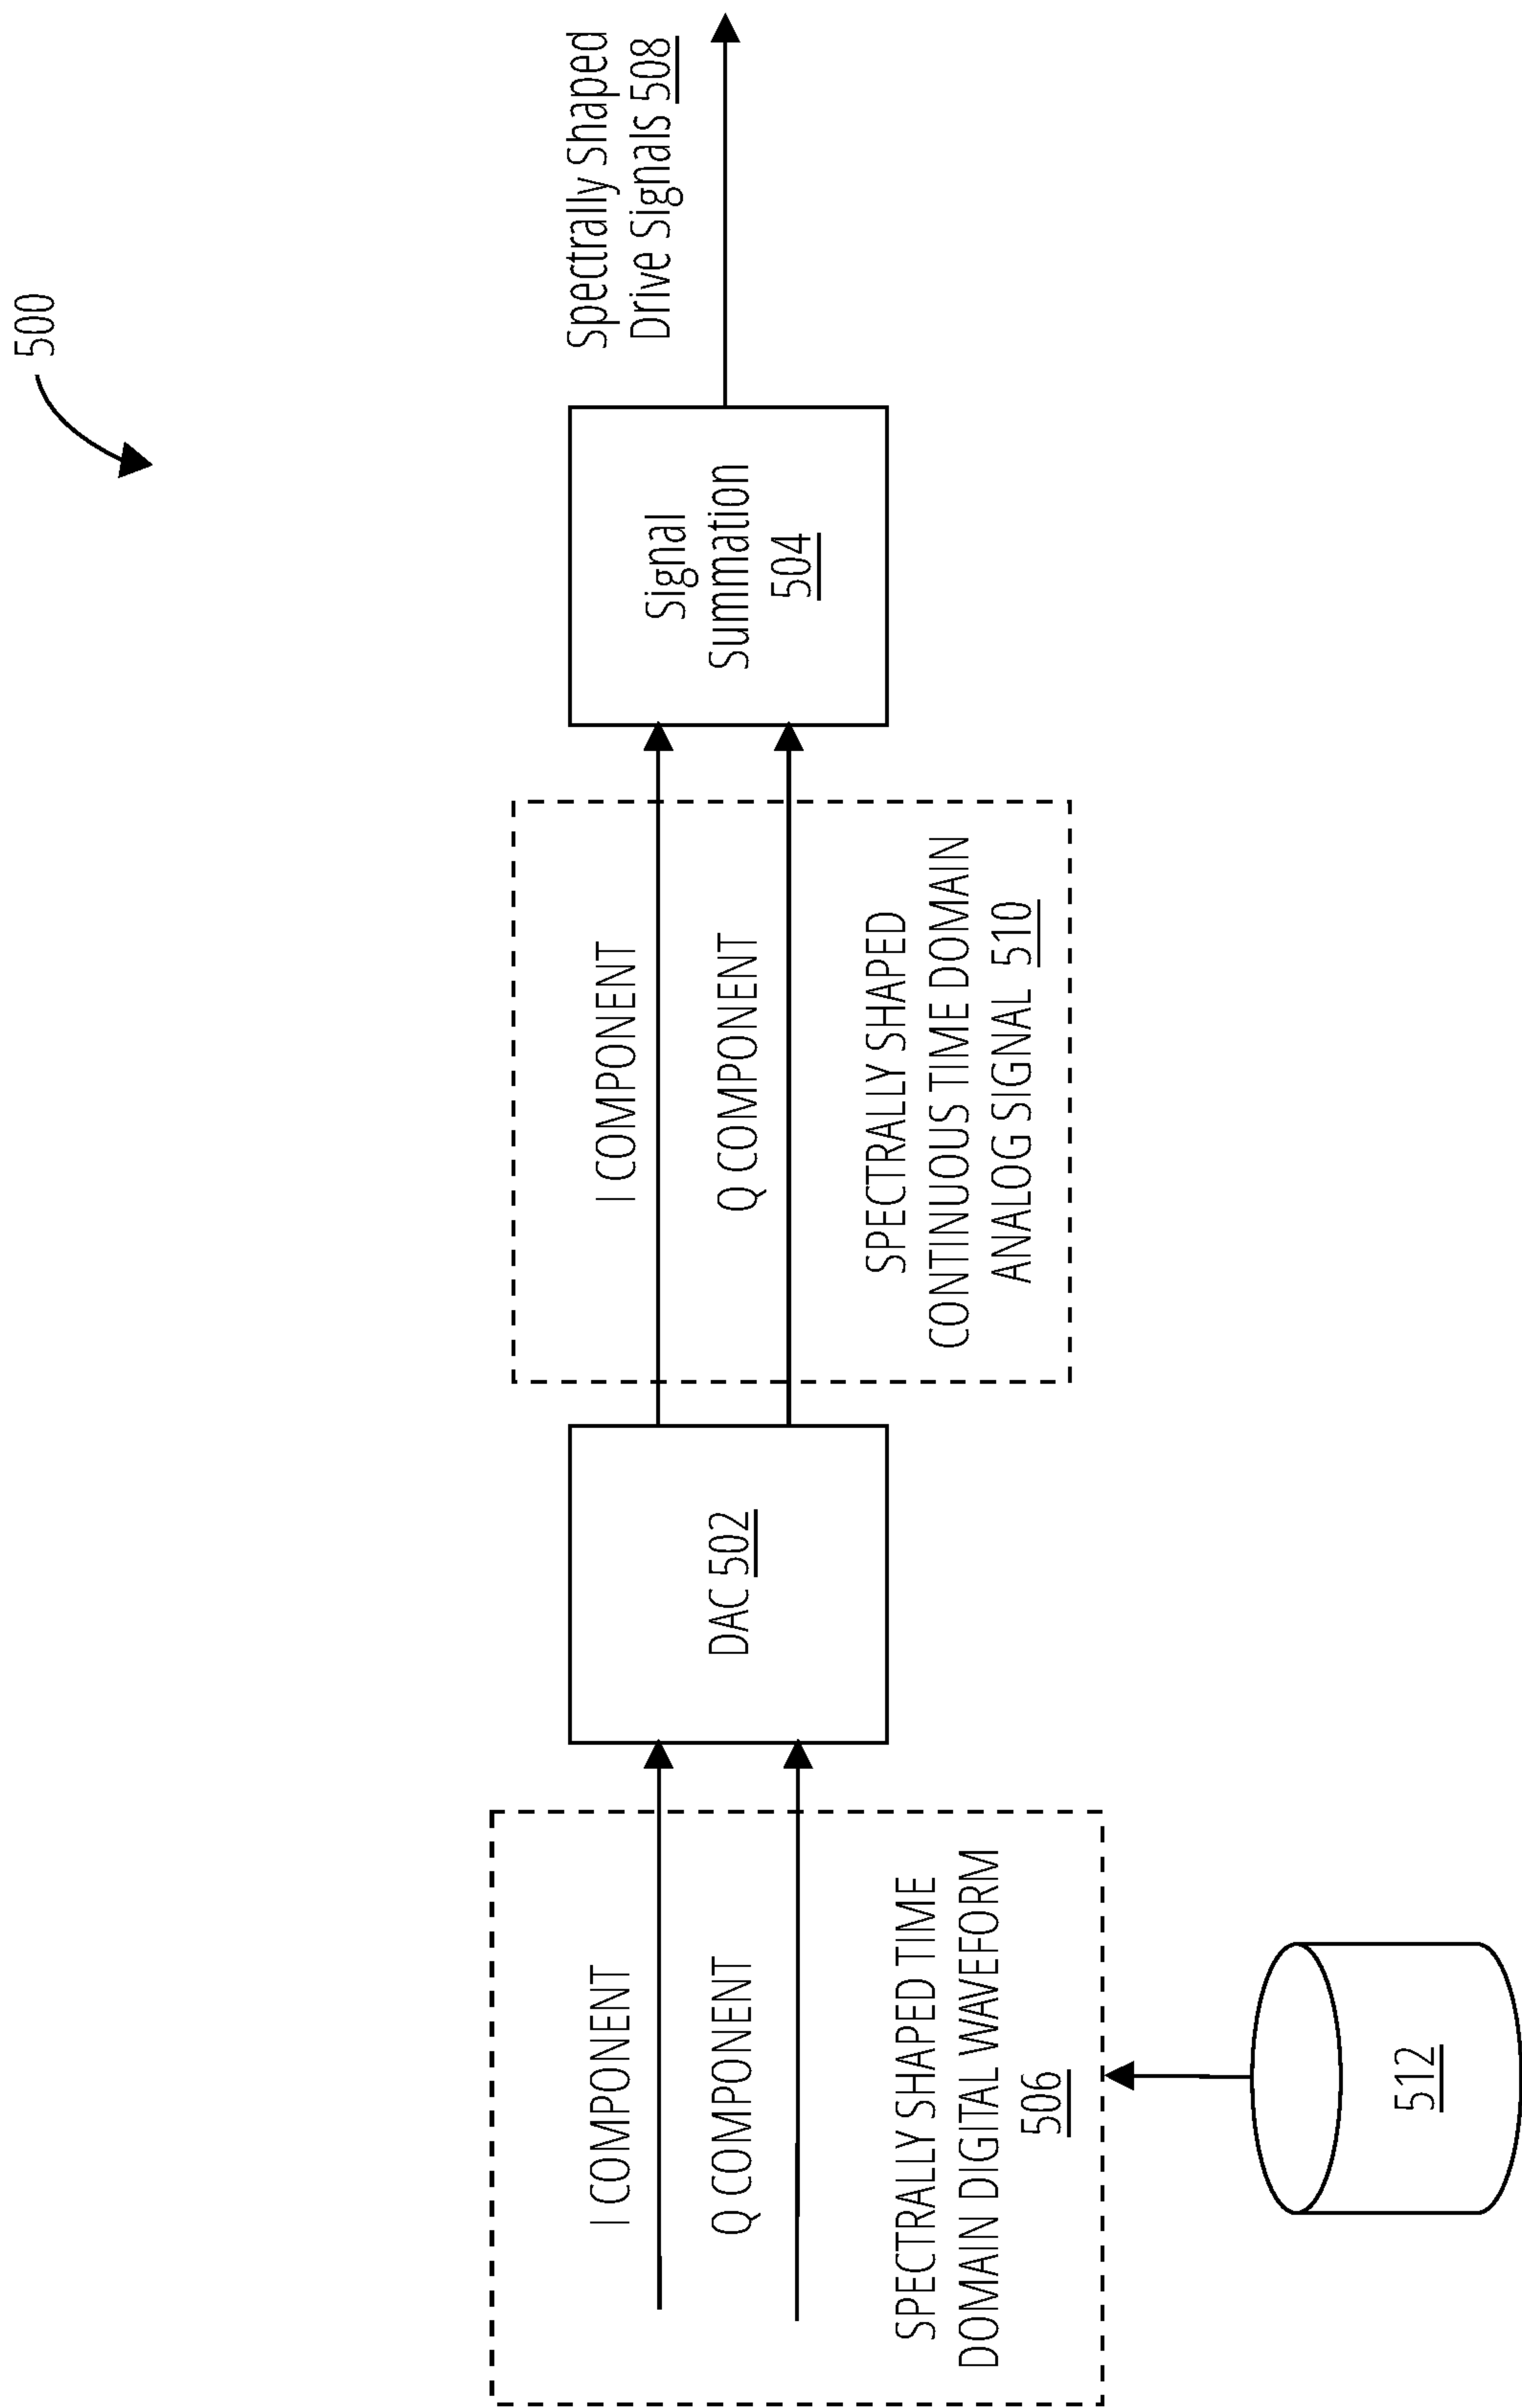 500
I COMPONENT
Q COMPONENT
SPECTRALLY SHAPED TIME
DOMAIN DIGITAL WAVEFORM
506
512
DAC 502
I COMPONENT
Q COMPONENT
SPECTRALLY SHAPED
CONTINUOUS TIME DOMAIN
ANALOG SIGNAL 510
Signal
Summation
504
Spectrally Shaped
Drive Signals 508